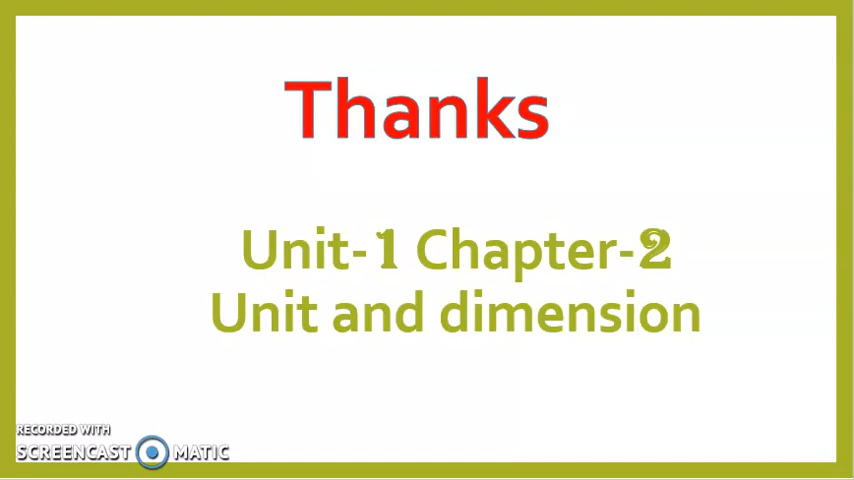 Thanks
Unit-1 Chapter-2
Unit and dimension
RECORDED WITH
SCREENCAST MATIC